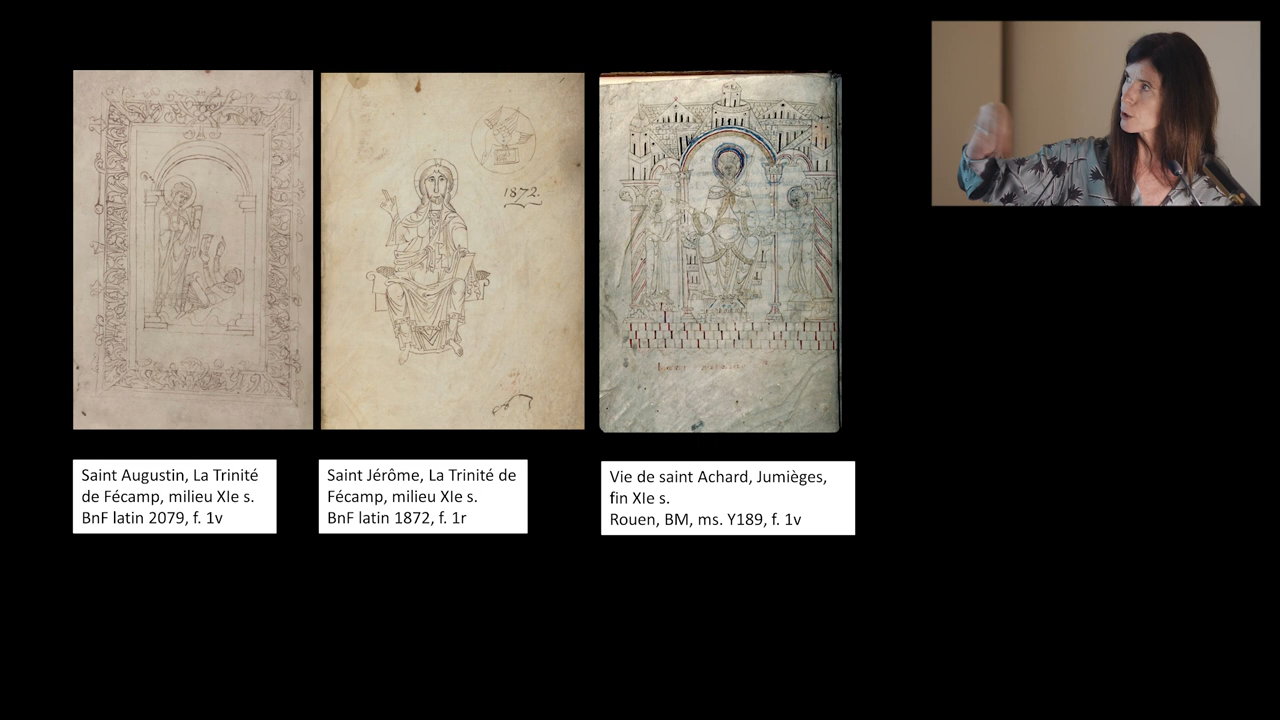 1872.
Saint Augustin, La Trinité
de Fécamp, milieu XIe s.
BnF latin 2079, f. 1v
Saint Jérôme, La Trinité de
Fécamp, milieu XIe s.
BnF latin 1872, f. 1r
Vie de saint Achard, Jumièges,
fin XIe s.
Rouen, BM, ms. Y189, f. 1v